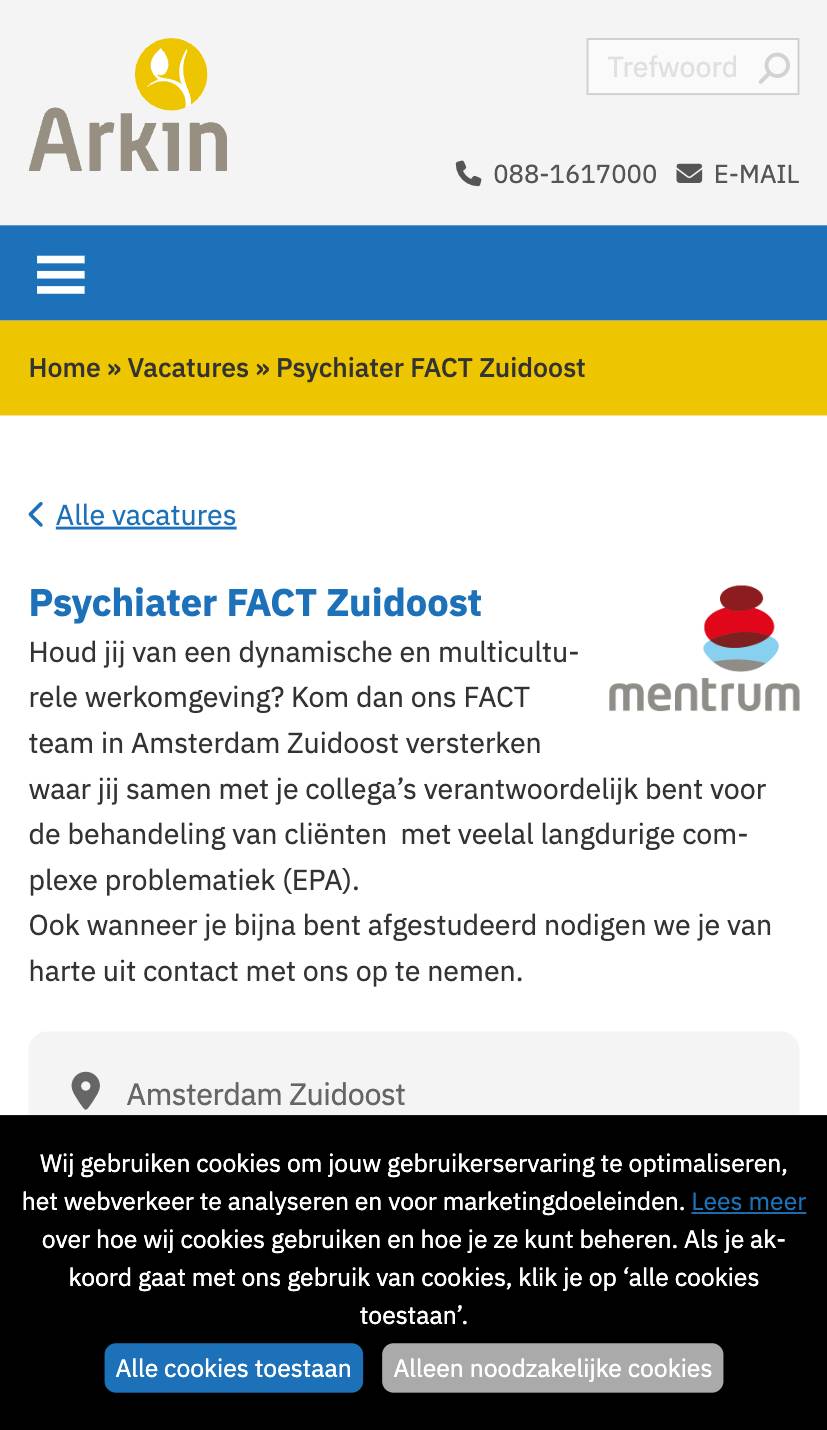 Arkin
Trefwoord
088-1617000 E-MAIL
Home » Vacatures » Psychiater FACT Zuidoost
Alle vacatures
Psychiater FACT Zuidoost
mentrum
Houd jij van een dynamische en multicultu-
rele werkomgeving? Kom dan ons FACT
team in Amsterdam Zuidoost versterken
waar jij samen met je collega’s verantwoordelijk bent voor
de behandeling van cliënten  met veelal langdurige com-
plexe problematiek (EPA).
Ook wanneer je bijna bent afgestudeerd nodigen we je van
harte uit contact met ons op te nemen.
Amsterdam Zuidoost
Wij gebruiken cookies om jouw gebruikerservaring te optimaliseren,
het webverkeer te analyseren en voor marketingdoeleinden. Lees meer
over hoe wij cookies gebruiken en hoe je ze kunt beheren. Als je ak-
koord gaat met ons gebruik van cookies, klik je op ‘alle cookies
toestaan’.
Alle cookies toestaan Alleen noodzakelijke cookies